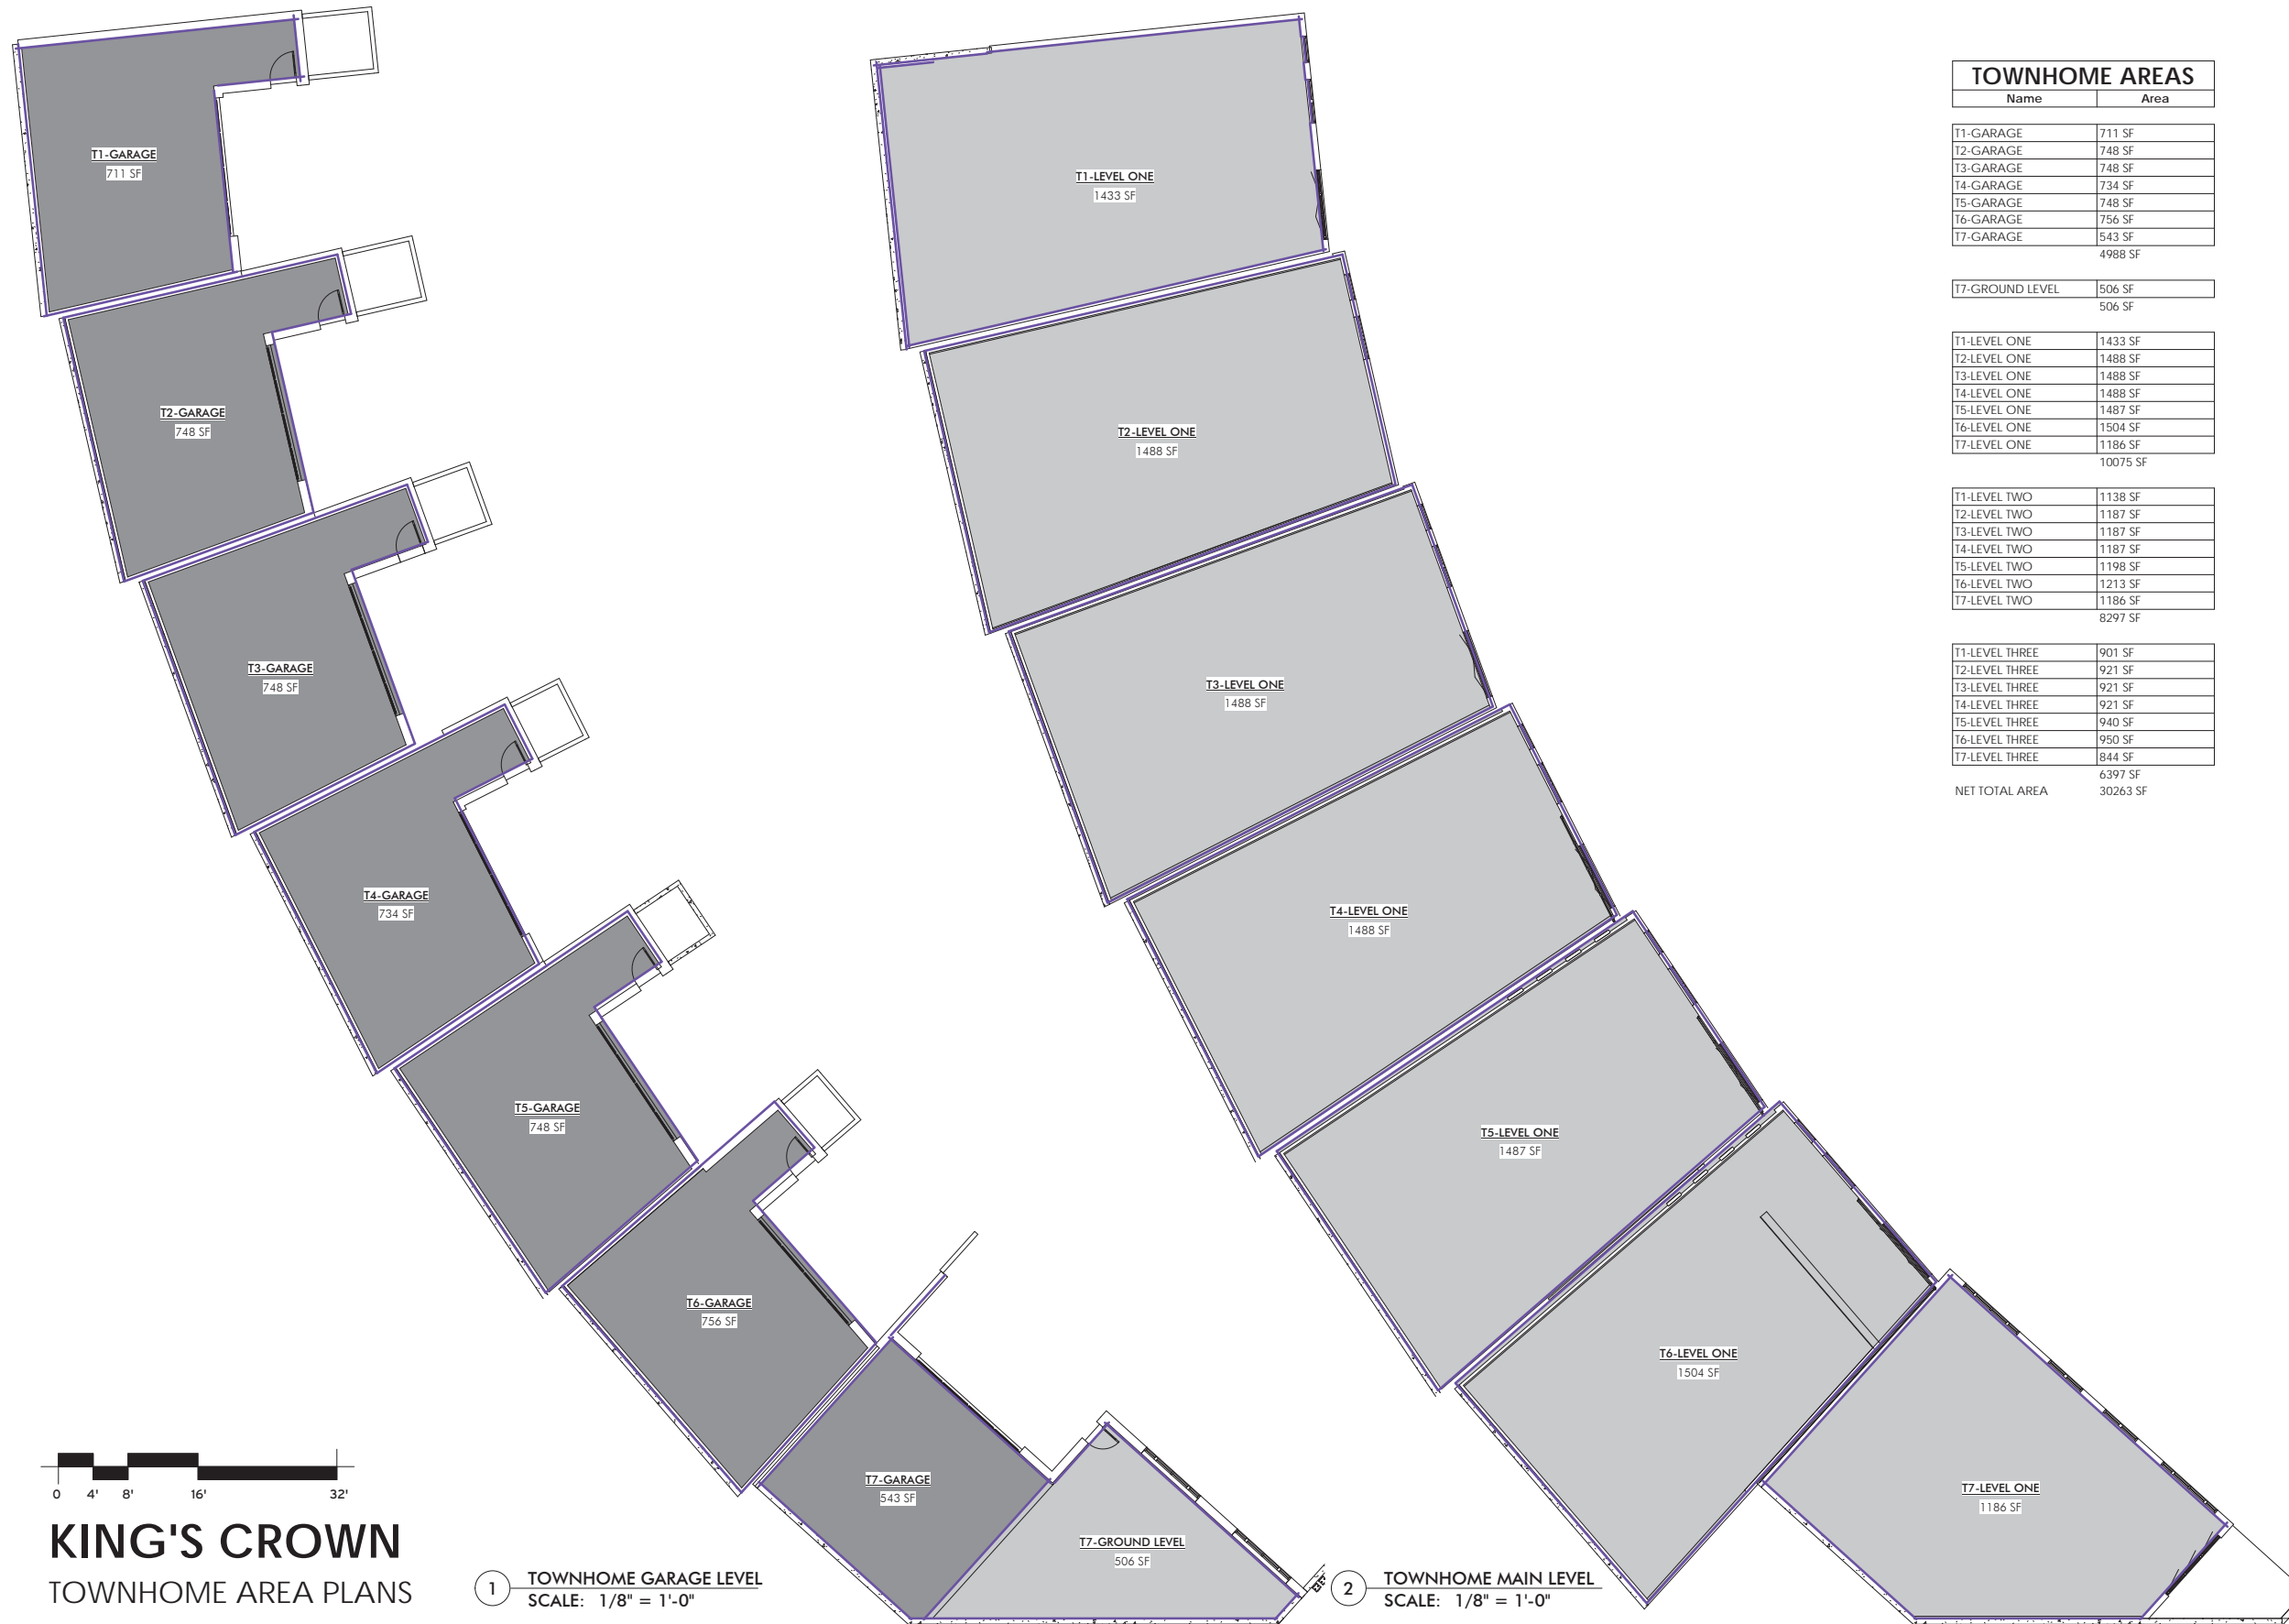 TOWNHOME AREAS
Name Area
T1-GARAGE 711 SF
T2-GARAGE 748 SF
T3-GARAGE 748 SF
T4-GARAGE 734 SF
T5-GARAGE 748 SF
T6-GARAGE 756 SF
T7-GARAGE 543 SF
4988 SF
T7-GROUND LEVEL 506 SF
506 SF
T1-LEVEL ONE 1433 SF
T2-LEVEL ONE 1488 SF
T3-LEVEL ONE 1488 SF
T4-LEVEL ONE 1488 SF
T5-LEVEL ONE 1487 SF
T6-LEVEL ONE 1504 SF
T7-LEVEL ONE 1186 SF
10075 SF
T1-LEVEL TWO 1138 SF
T2-LEVEL TWO 1187 SF
T3-LEVEL TWO 1187 SF
T4-LEVEL TWO 1187 SF
T5-LEVEL TWO 1198 SF
T6-LEVEL TWO 1213 SF
T7-LEVEL TWO 1186 SF
8297 SF
T1-LEVEL THREE 901 SF
T2-LEVEL THREE 921 SF
T3-LEVEL THREE 921 SF
T4-LEVEL THREE 921 SF
T5-LEVEL THREE 940 SF
T6-LEVEL THREE 950 SF
T7-LEVEL THREE 844 SF
6397 SF
NET TOTAL AREA 30263 SF
T1-GARAGE
711 SF
T2-GARAGE
748 SF
T3-GARAGE
748 SF
T4-GARAGE
734 SF
T5-GARAGE
748 SF
T6-GARAGE
756 SF
T7-GARAGE
543 SF
T7-GROUND LEVEL
506 SF
T1-LEVEL ONE
1433 SF
T2-LEVEL ONE
1488 SF
T3-LEVEL ONE
1488 SF
T4-LEVEL ONE
1488 SF
T5-LEVEL ONE
1487 SF
T6-LEVEL ONE
1504 SF
T7-LEVEL ONE
1186 SF
0 4' 8' 16' 32'
KING'S CROWN
TOWNHOME AREA PLANS
1 TOWNHOME GARAGE LEVEL
SCALE: 1/8" = 1'-0"
2 TOWNHOME MAIN LEVEL
SCALE: 1/8" = 1'-0"